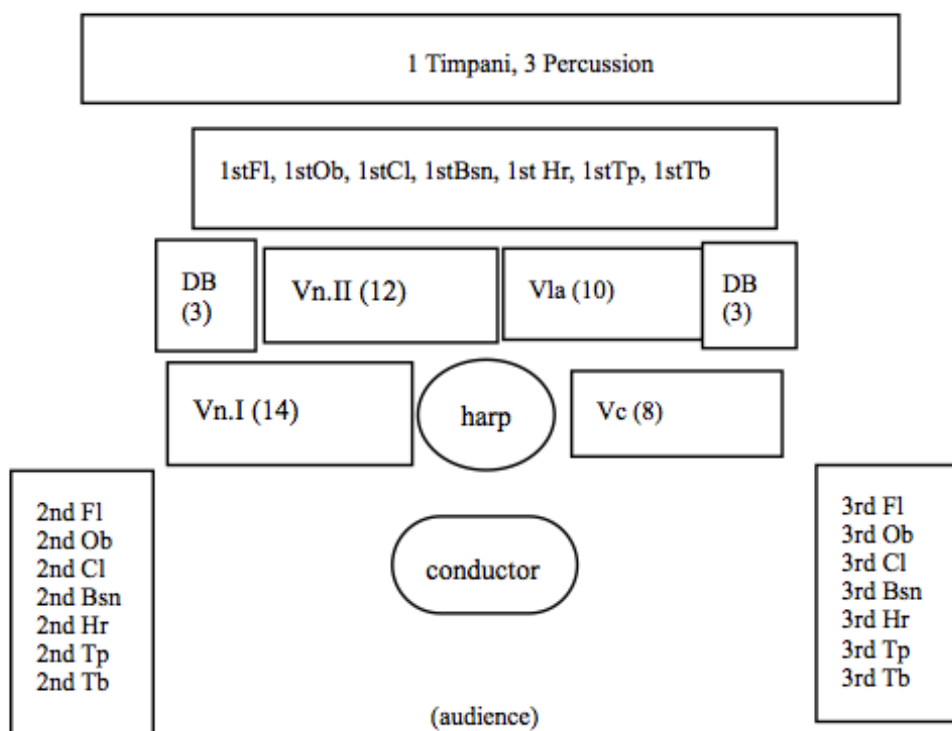 1 Timpani, 3 Percussion
1stFl, 1stOb, 1stCl, 1stBsn, 1st Hr, 1stTp, 1stTb
DB
(3)
Vn.II (12)
Vla (10)
DB
(3)
Vn.I (14)
harp
Vc (8)
2nd Fl
2nd Ob
2nd Cl
2nd Bsn
2nd Hr
2nd Tp
2nd Tb
conductor
3rd Fl
3rd Ob
3rd Cl
3rd Bsn
3rd Hr
3rd Tp
3rd Tb
(audience)